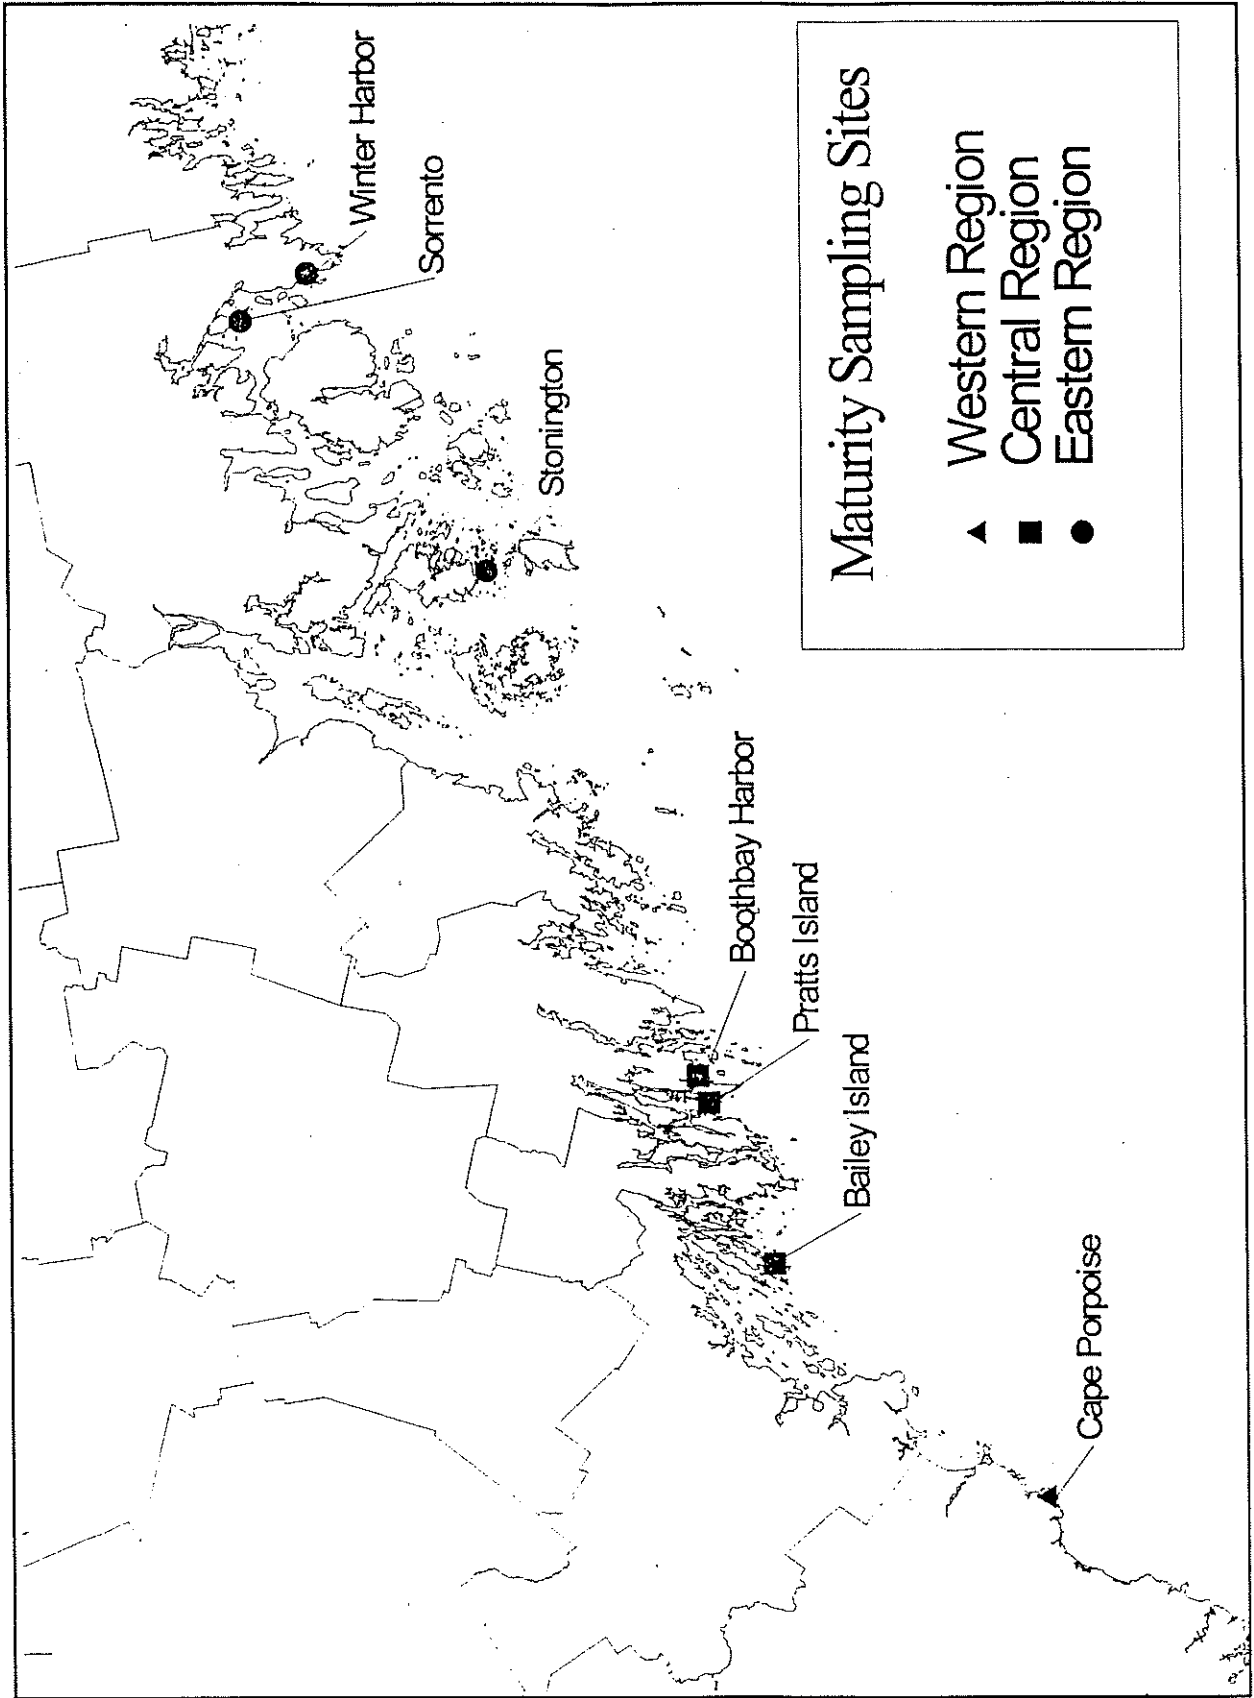 Winter Harbor
Sorrento
Stonington
Boothbay Harbor
Pratts Island
Bailey Island
Cape Porpoise
Maturity Sampling Sites
Western Region
Central Region
Eastern Region